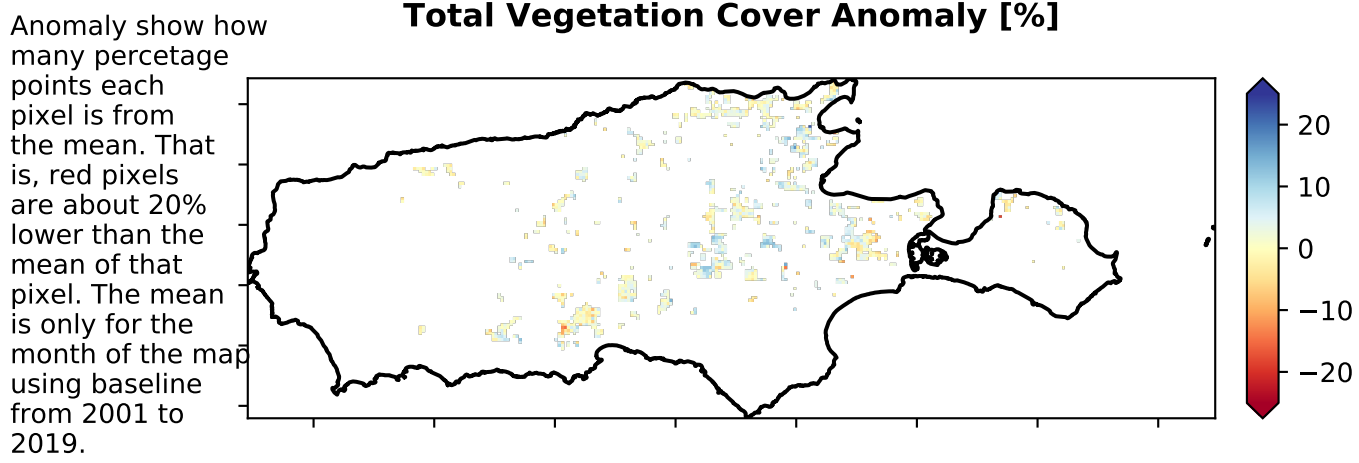 Total Vegetation Cover Anomaly [%]
Anomaly show how
many percetage
points each
pixel is from
the mean. That
is, red pixels
are about 20%
lower than the
mean of that
pixel. The mean
is only for the
month of the map
using baseline
from 2001 to
2019.
20
10
0
−10
−20